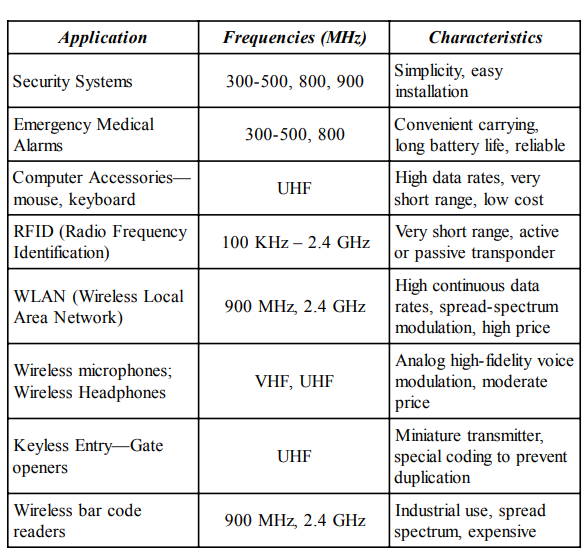 Application Frequencies (MHz) Characteristics
Security Systems 300-500, 800, 900 Simplicity, easy
installation
Emergency Medical
Alarms 300-500, 800 Convenient carrying,
long battery life, reliable
Computer Accessories—
mouse, keyboard UHF High data rates, very
short range, low cost
RFID (Radio Frequency
Identification) 100 KHz – 2.4 GHz Very short range, active
or passive transponder
WLAN (Wireless Local
Area Network) 900 MHz, 2.4 GHz High continuous data
rates, spread-spectrum
modulation, high price
Wireless microphones;
Wireless Headphones VHF, UHF Analog high-fidelity voice
modulation, moderate
price
Keyless Entry—Gate
openers UHF Miniature transmitter,
special coding to prevent
duplication
Wireless bar code
readers 900 MHz, 2.4 GHz Industrial use, spread
spectrum, expensive